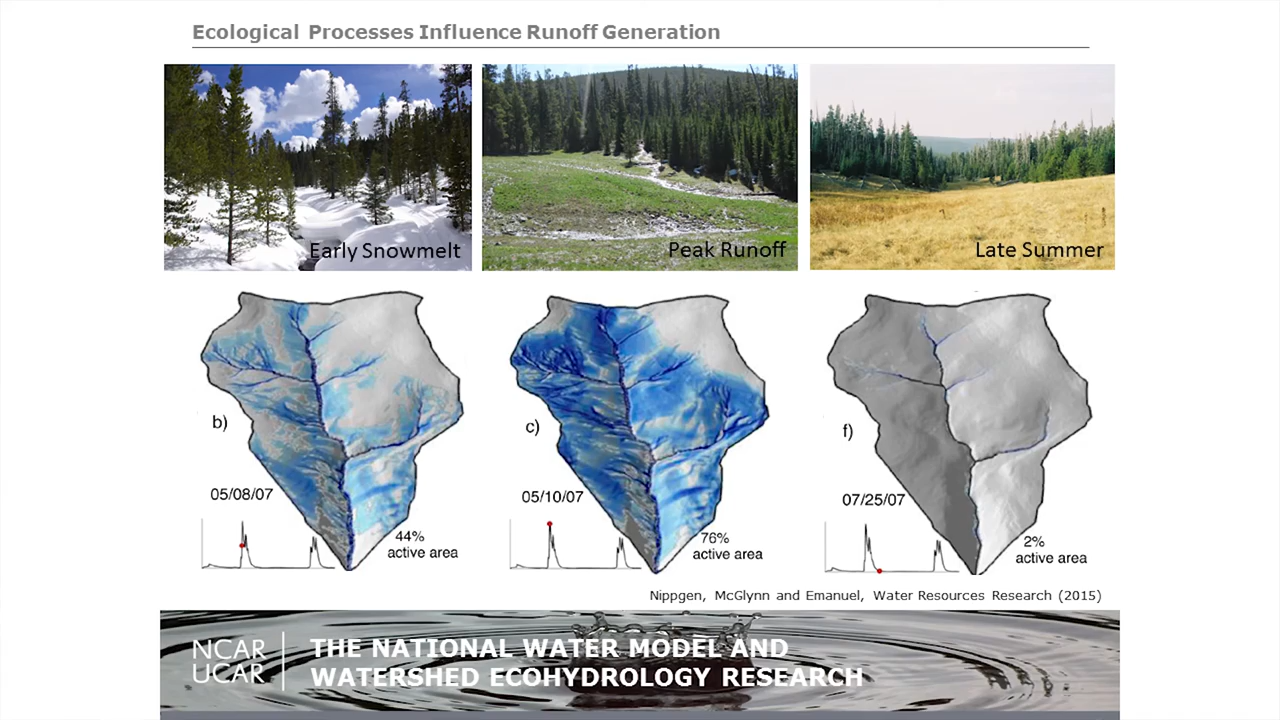 Ecological Processes Influence Runoff Generation
Early Snowmelt
Peak Runoff
Late Summer
b)
05/08/07
44%
active area
c)
05/10/07
76%
active area
f)
07/25/07
2%
active area
Nippgen, McGlynn and Emanuel, Water Resources Research (2015)
NCAR
UCAR
THE NATIONAL WATER MODEL AND
WATERSHED ECOHYDROLOGY RESEARCH